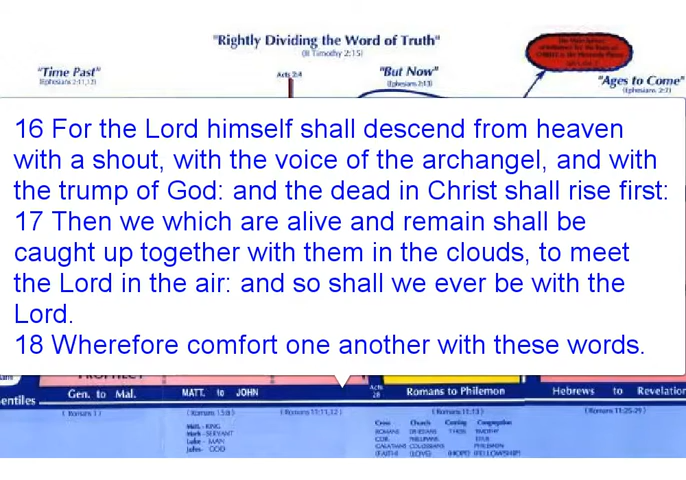 "Rightly Dividing the Word of Truth"
(II Timothy 2:15)
"Time Past"
(Ephesians 2:11,12)
Acts 2:4
"But Now"
(Ephesians 2:13)
"Ages to Come"
(Ephesians 2:7)
16 For the Lord himself shall descend from heaven
with a shout, with the voice of the archangel, and with
the trump of God: and the dead in Christ shall rise first:
17 Then we which are alive and remain shall be
caught up together with them in the clouds, to meet
the Lord in the air: and so shall we ever be with the
Lord.
18 Wherefore comfort one another with these words.
PROPHECY
entiles
Gen. to Mal.
MATT. to JOHN
Acts
28
Romans to Philemon
Hebrews to Revelation
(Romans 1)
(Romans 15:8)
(Romans 11:11,12)
(Romans 11:13)
(Romans 11:25-29)
Matt. - KING
Mark - SERVANT
Luke - MAN
John - GOD
Cross Church Coming Congregation
ROMANS EPHESIANS THESS. TIMOTHY
COR. PHILIPPIANS TITUS
GALATIANS COLOSSIANS PHILEMON
(FAITH) (LOVE) (HOPE) (FELLOWSHIP)